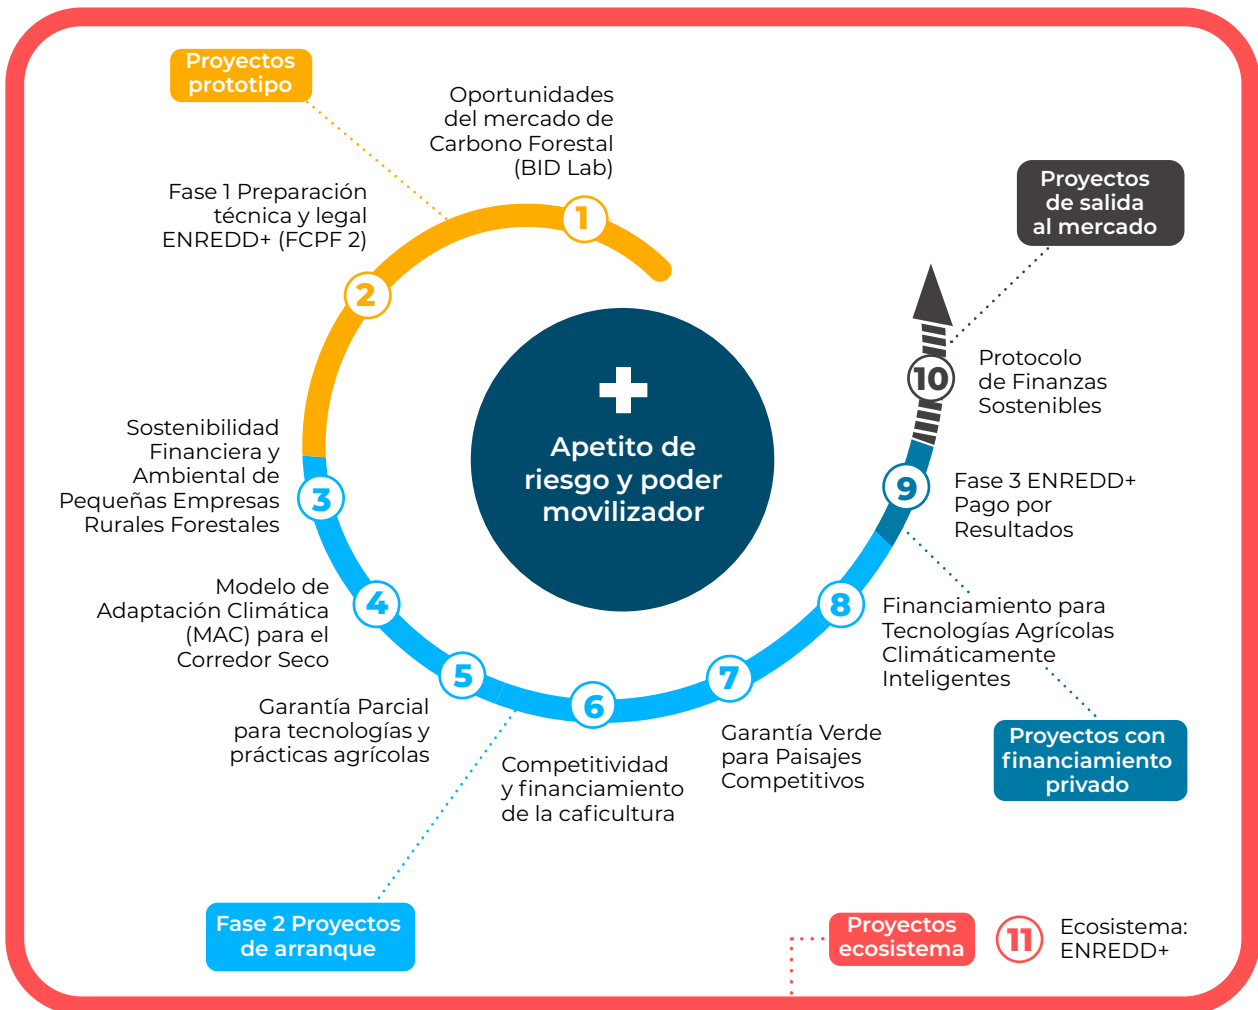 Proyectos
prototipo
Oportunidades
del mercado de
Carbono Forestal
(BID Lab)
1
Fase 1 Preparación
técnica y legal
ENREDD+ (FCPF 2)
2
Sostenibilidad
Financiera y
Ambiental de
Pequeñas Empresas
Rurales Forestales
3
Modelo de
Adaptación Climática
(MAC) para el
Corredor Seco
4
Garantía Parcial
para tecnologías y
prácticas agrícolas
5
Fase 2 Proyectos
de arranque
Competitividad
y financiamiento
de la caficultura
6
Garantía Verde
para Paisajes
Competitivos
7
Financiamiento para
Tecnologías Agrícolas
Climáticamente
Inteligentes
8
Proyectos con
financiamiento
privado
Fase 3 ENREDD+
Pago por
Resultados
9
Protocolo
de Finanzas
Sostenibles
10
Proyectos
de salida
al mercado
Apetito de
riesgo y poder
movilizador
Proyectos
ecosistema
11
Ecosistema:
ENREDD+